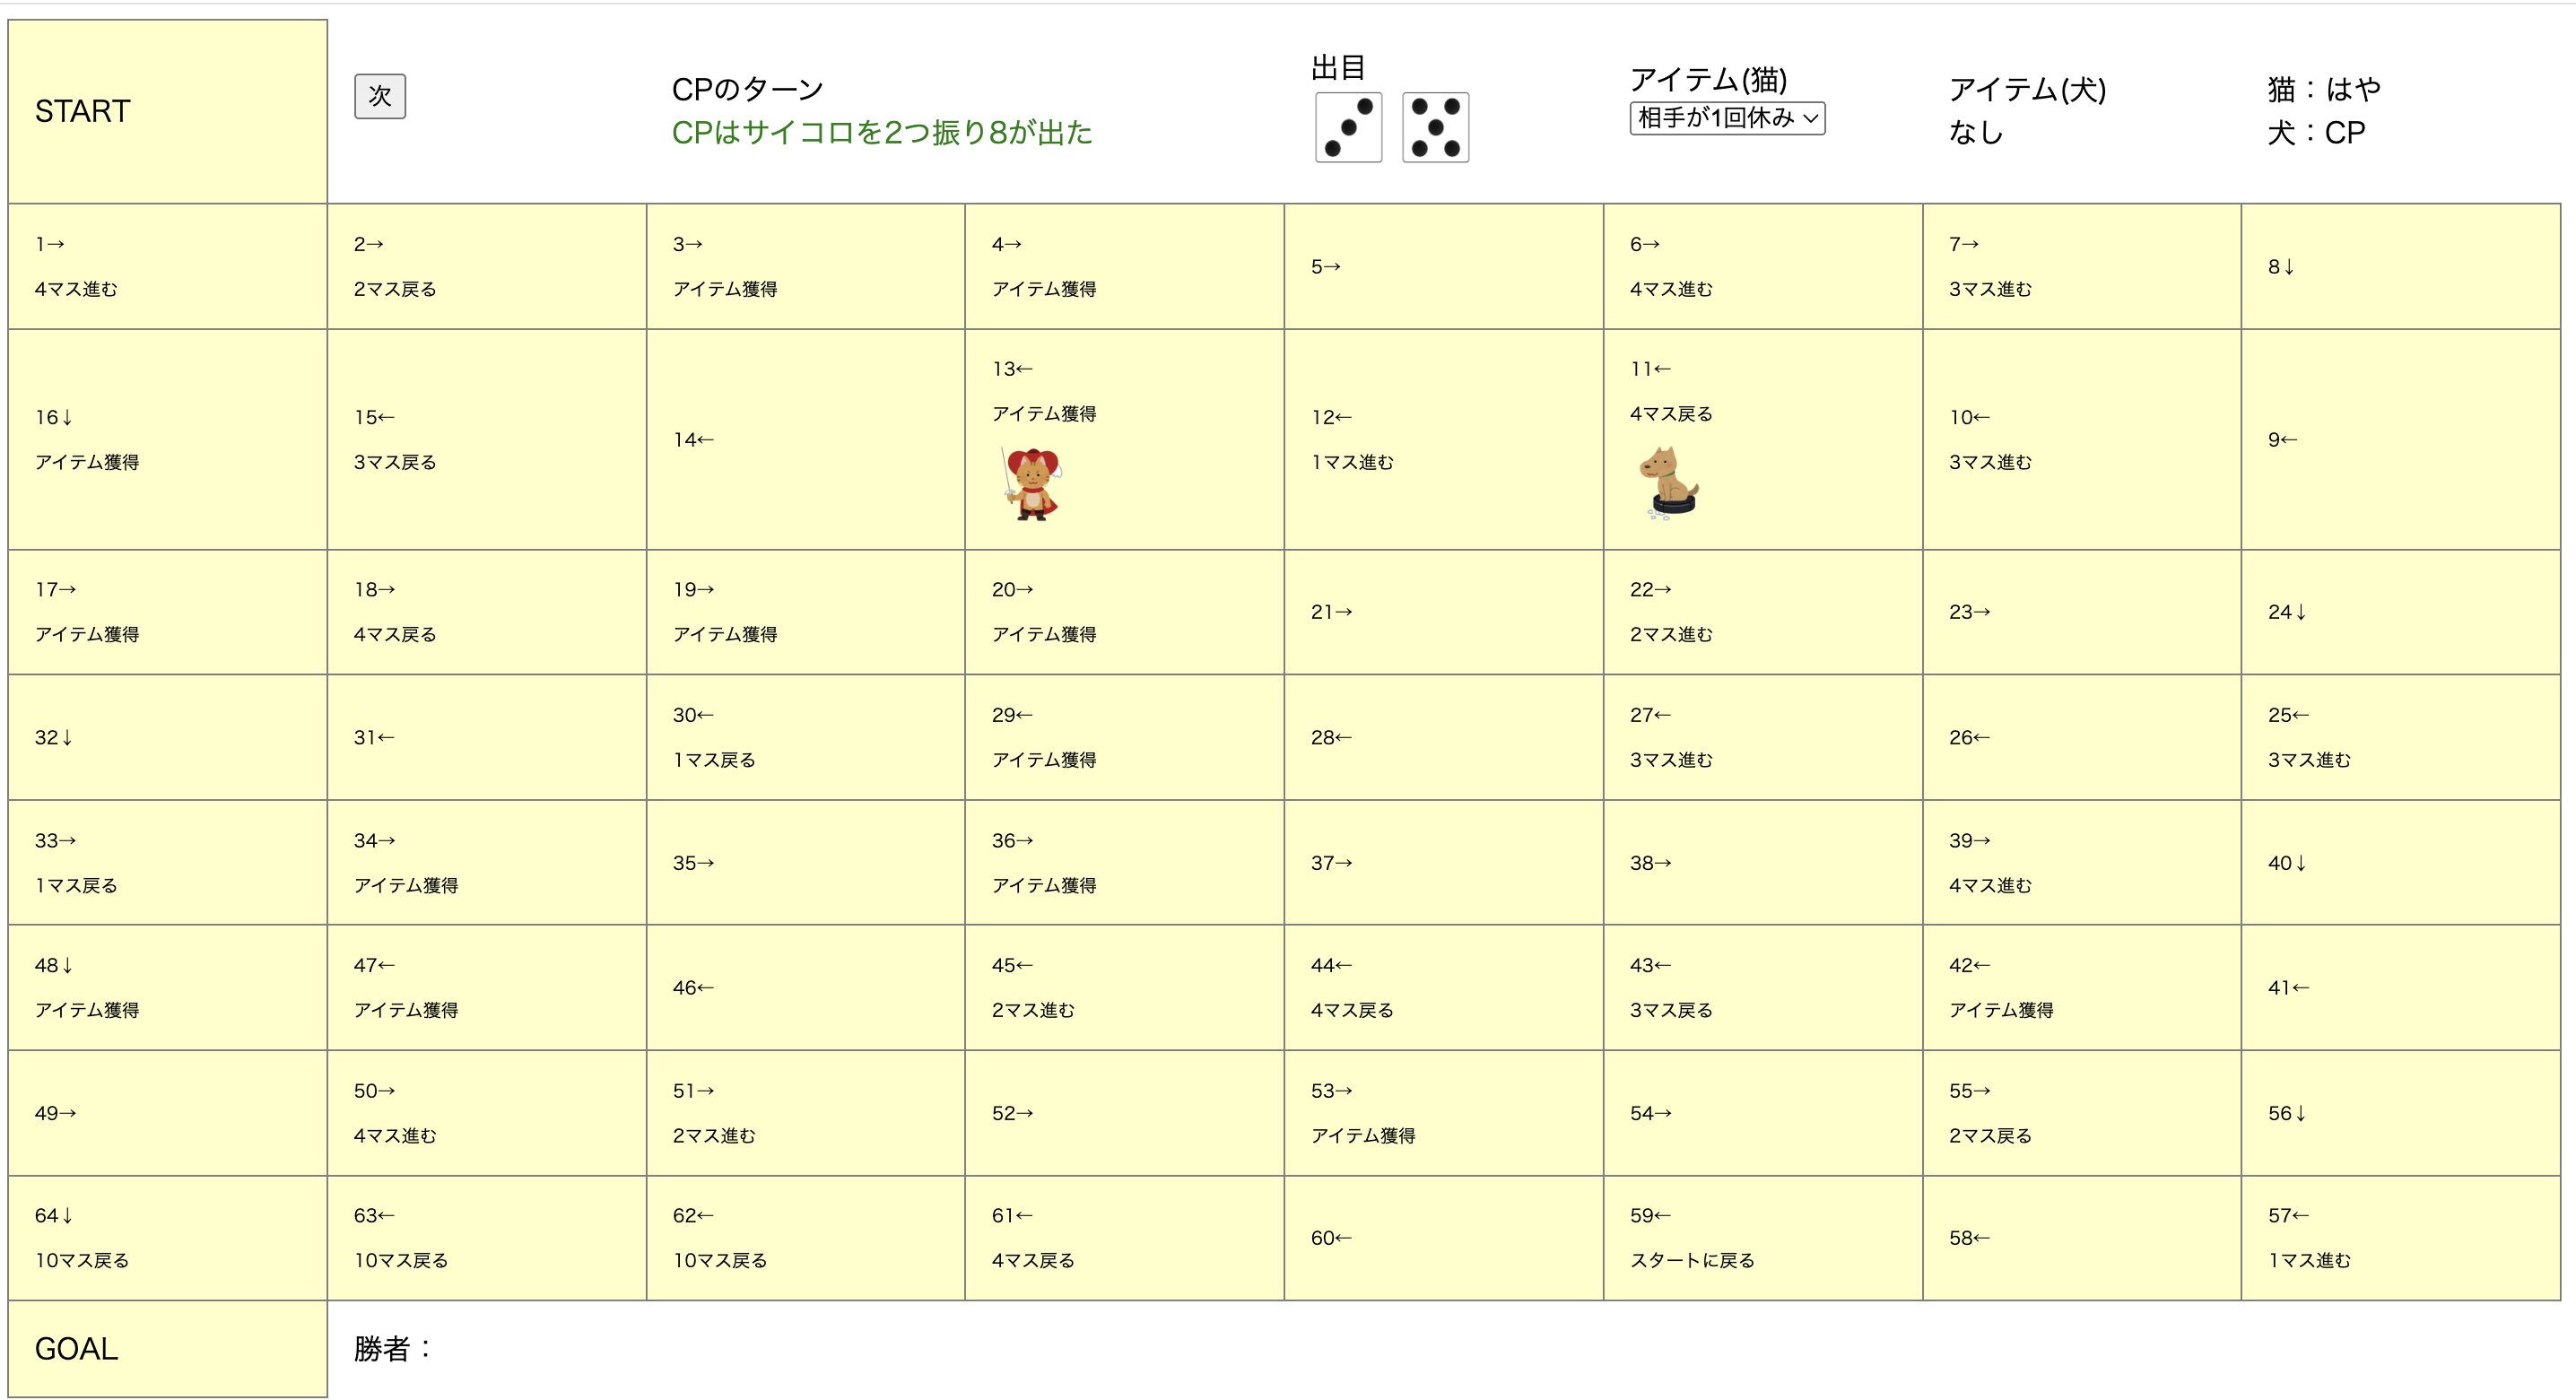 START
次
CPのターン
CPはサイコロを2つ振り8が出た
出目
アイテム(猫)
相手が1回休み
アイテム(犬)
なし
猫：はや
犬：CP
1→
4マス進む
2→
2マス戻る
3→
アイテム獲得
4→
アイテム獲得
5→
6→
4マス進む
7→
3マス進む
8↓
16↓
アイテム獲得
15←
3マス戻る
14←
13←
アイテム獲得
12←
1マス進む
11←
4マス戻る
10←
3マス進む
9←
17→
アイテム獲得
18→
4マス戻る
19→
アイテム獲得
20→
アイテム獲得
21→
22→
2マス進む
23→
24↓
32↓
31←
30←
1マス戻る
29←
アイテム獲得
28←
27←
3マス進む
26←
25←
3マス進む
33→
1マス戻る
34→
アイテム獲得
35→
36→
アイテム獲得
37→
38→
39→
4マス進む
40↓
48↓
アイテム獲得
47←
アイテム獲得
46←
45←
2マス進む
44←
4マス戻る
43←
3マス戻る
42←
アイテム獲得
41←
49→
50→
4マス進む
51→
2マス進む
52→
53→
アイテム獲得
54→
55→
2マス戻る
56↓
64↓
10マス戻る
63←
10マス戻る
62←
10マス戻る
61←
4マス戻る
60←
59←
スタートに戻る
58←
57←
1マス進む
GOAL
勝者：